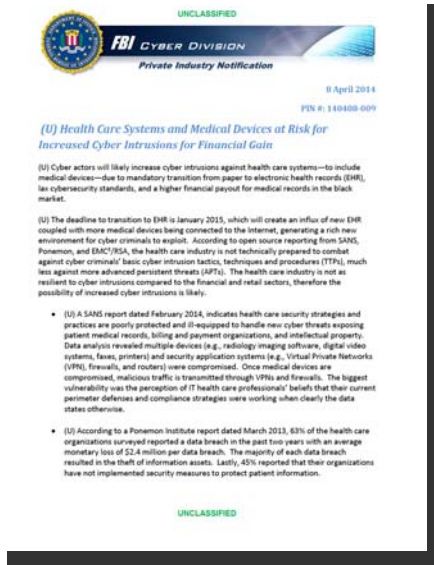 UNCLASSIFIED
FBI CYBER DIVISION
Private Industry Notification
8 April 2014
PIN #: 140408-009
(U) Health Care Systems and Medical Devices at Risk for
Increased Cyber Intrusions for Financial Gain
(U) Cyber actors will likely increase cyber intrusions against health care systems—to include
medical devices—due to mandatory transition from paper to electronic health records (EHR),
lax cybersecurity standards, and a higher financial payout for medical records in the black
market.
(U) The deadline to transition to EHR is January 2015, which will create an influx of new EHR
coupled with more medical devices being connected to the Internet, generating a rich new
environment for cyber criminals to exploit. According to open source reporting from SANS,
Ponemon, and EMC²/RSA, the health care industry is not technically prepared to combat
against cyber criminals' basic cyber intrusion tactics, techniques and procedures (TTPs), much
less against more advanced persistent threats (APTs). The health care industry is not as
resilient to cyber intrusions compared to the financial and retail sectors, therefore the
possibility of increased cyber intrusions is likely.
• (U) A SANS report dated February 2014, indicates health care security strategies and
practices are poorly protected and ill-equipped to handle new cyber threats exposing
patient medical records, billing and payment organizations, and intellectual property.
Data analysis revealed multiple devices (e.g., radiology imaging software, digital video
systems, faxes, printers) and security application systems (e.g., Virtual Private Networks
(VPN), firewalls, and routers) were compromised. Once medical devices are
compromised, malicious traffic is transmitted through VPNs and firewalls. The biggest
vulnerability was the perception of IT health care professionals' beliefs that their current
perimeter defenses and compliance strategies were working when clearly the data
states otherwise.
• (U) According to a Ponemon Institute report dated March 2013, 63% of the health care
organizations surveyed reported a data breach in the past two years with an average
monetary loss of $2.4 million per data breach. The majority of each data breach
resulted in the theft of information assets. Lastly, 45% reported that their organizations
have not implemented security measures to protect patient information.
UNCLASSIFIED